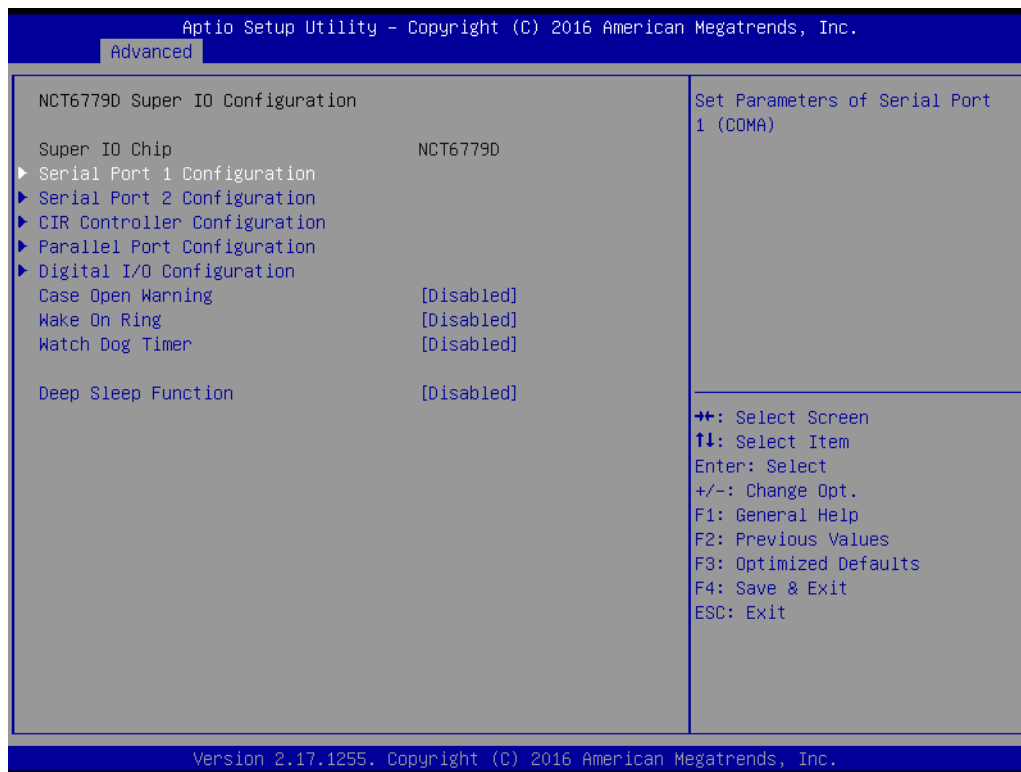 Aptio Setup Utility – Copyright (C) 2016 American Megatrends, Inc.
Advanced
NCT6779D Super IO Configuration
Super IO Chip NCT6779D
Serial Port 1 Configuration
Serial Port 2 Configuration
CIR Controller Configuration
Parallel Port Configuration
Digital I/O Configuration
Case Open Warning [Disabled]
Wake On Ring [Disabled]
Watch Dog Timer [Disabled]
Deep Sleep Function [Disabled]
Set Parameters of Serial Port
1 (COMA)
→←: Select Screen
↑↓: Select Item
Enter: Select
+/-: Change Opt.
F1: General Help
F2: Previous Values
F3: Optimized Defaults
F4: Save & Exit
ESC: Exit
Version 2.17.1255. Copyright (C) 2016 American Megatrends, Inc.